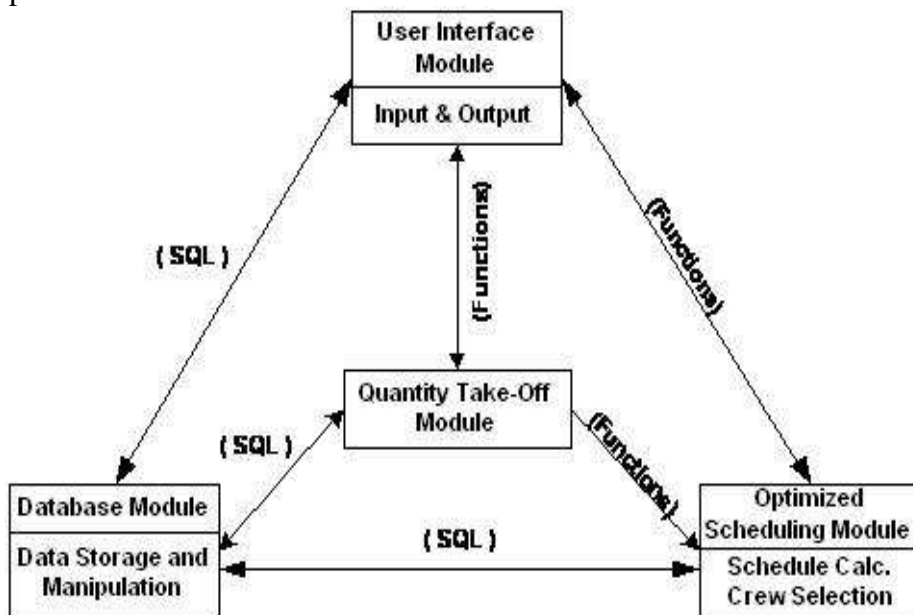 User Interface
Module
Input & Output
( SQL )
(Functions)
(Functions)
Quantity Take-Off
Module
( SQL )
(Functions)
Database Module
Data Storage and
Manipulation
( SQL )
Optimized
Scheduling Module
Schedule Calc.
Crew Selection